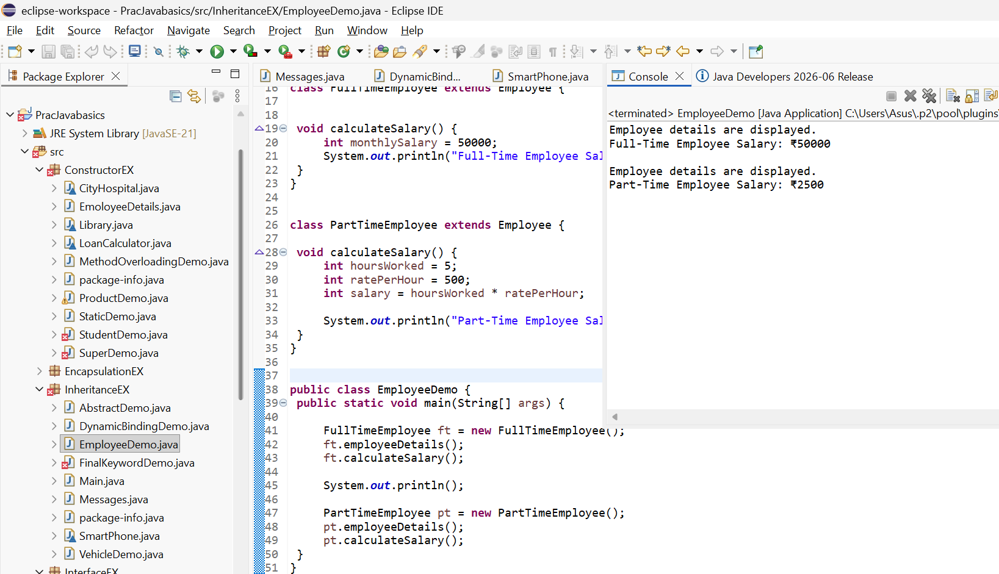 eclipse-workspace - PracJavabasics/src/InheritanceEX/EmployeeDemo.java - Eclipse IDE
File Edit Source Refactor Navigate Search Project Run Window Help
Package Explorer
PracJavabasics
JRE System Library [JavaSE-21]
src
ConstructorEX
CityHospital.java
EmoloyeeDetails.java
Library.java
LoanCalculator.java
MethodOverloadingDemo.java
package-info.java
ProductDemo.java
StaticDemo.java
StudentDemo.java
SuperDemo.java
EncapsulationEX
InheritanceEX
AbstractDemo.java
DynamicBindingDemo.java
EmployeeDemo.java
FinalKeywordDemo.java
Main.java
Messages.java
package-info.java
SmartPhone.java
VehicleDemo.java
InterfaceEX
Messages.java DynamicBind... SmartPhone.java
16 class FullTimeEmployee extends Employee {
17
18
19 void calculateSalary() {
20 int monthlySalary = 50000;
21 System.out.println("Full-Time Employee Sal
22 }
23 }
24
25
26 class PartTimeEmployee extends Employee {
27
28 void calculateSalary() {
29 int hoursWorked = 5;
30 int ratePerHour = 500;
31 int salary = hoursWorked * ratePerHour;
32
33 System.out.println("Part-Time Employee Sal
34 }
35 }
36
37
38 public class EmployeeDemo {
39 public static void main(String[] args) {
40
41 FullTimeEmployee ft = new FullTimeEmployee();
42 ft.employeeDetails();
43 ft.calculateSalary();
44
45 System.out.println();
46
47 PartTimeEmployee pt = new PartTimeEmployee();
48 pt.employeeDetails();
49 pt.calculateSalary();
50 }
51 }
Console Java Developers 2026-06 Release
<terminated> EmployeeDemo [Java Application] C:\Users\Asus\.p2\pool\plugins\
Employee details are displayed.
Full-Time Employee Salary: ₹50000
Employee details are displayed.
Part-Time Employee Salary: ₹2500